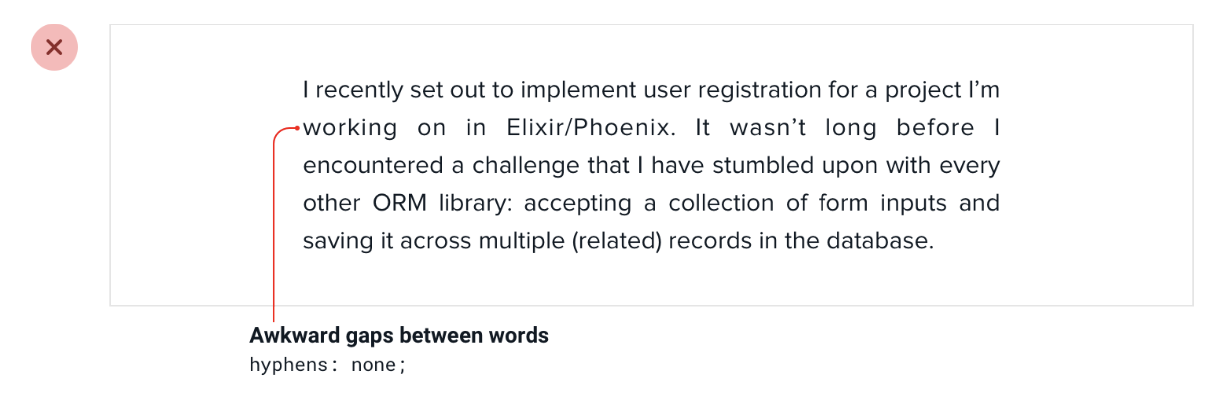 I recently set out to implement user registration for a project I’m
working on in Elixir/Phoenix. It wasn’t long before I
encountered a challenge that I have stumbled upon with every
other ORM library: accepting a collection of form inputs and
saving it across multiple (related) records in the database.
Awkward gaps between words
hyphens: none;